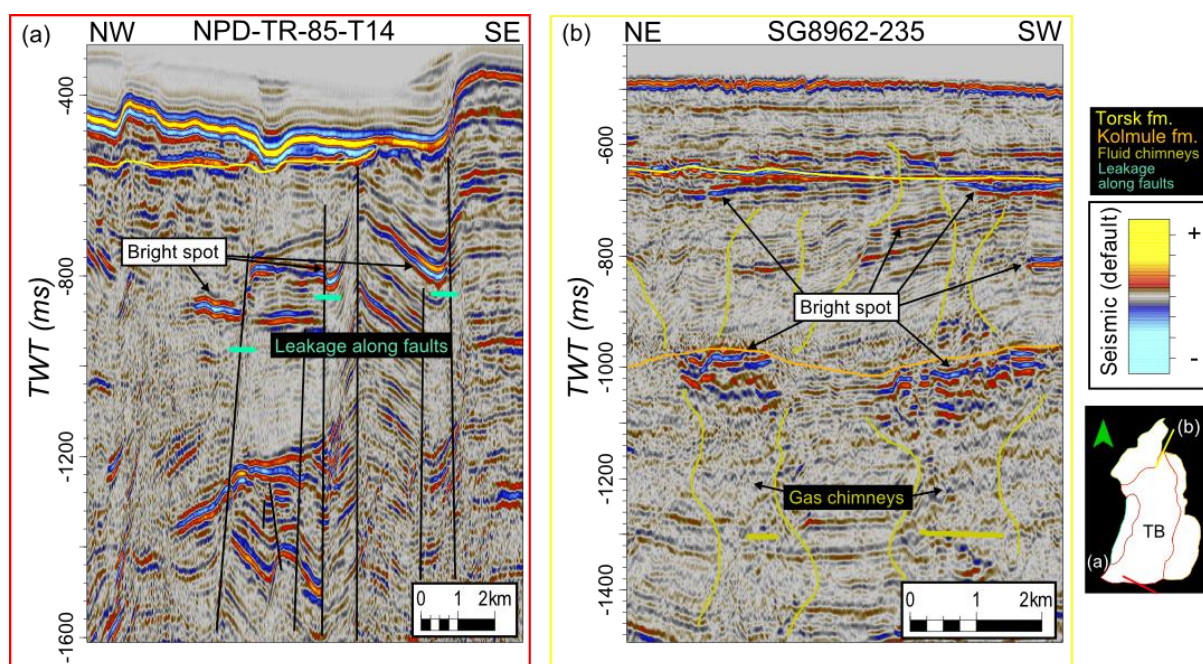 (a) NW NPD-TR-85-T14 SE
-400
-800
-1200
-1600
TWT (ms)
Bright spot
Leakage along faults
0 1 2km
(b) NE SG8962-235 SW
-600
-800
-1000
-1200
-1400
TWT (ms)
Bright spot
Gas chimneys
0 1 2km
Torsk fm.
Kolmule fm.
Fluid chimneys
Leakage
along faults
Seismic (default)
+
-
(b)
TB
(a)